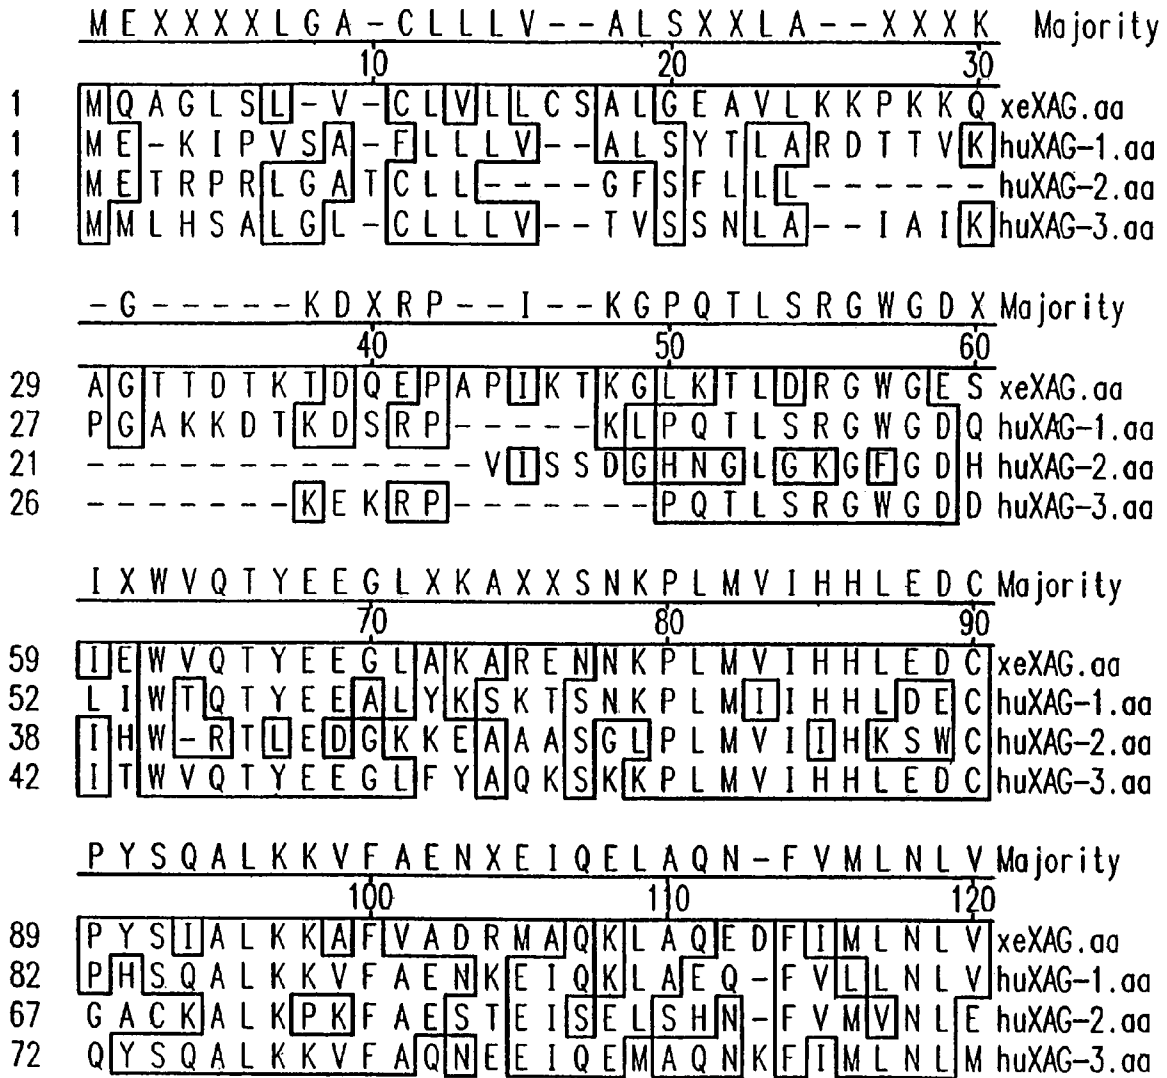 M E X X X X L G A - C L L L V - - A L S X X L A - - X X X K Majority
10 20 30
1 M Q A G L S L - V - C L V L L C S A L G E A V L K K P K K Q xeXAG.aa
1 M E - K I P V S A - F L L L V - - A L S Y T L A R D T T V K huXAG-1.aa
1 M E T R P R L G A T C L L - - - - G F S F L L L - - - - - - huXAG-2.aa
1 M M L H S A L G L - C L L L V - - T V S S N L A - - I A I K huXAG-3.aa
- G - - - - - K D X R P - - I - - K G P Q T L S R G W G D X Majority
40 50 60
29 A G T T D T K T D Q E P A P I K T K G L K T L D R G W G E S xeXAG.aa
27 P G A K K D T K D S R P - - - - - K L P Q T L S R G W G D Q huXAG-1.aa
21 - - - - - - - - - - - - - V I S S D G H N G L G K G F G D H huXAG-2.aa
26 - - - - - - - K E K R P - - - - - - - P Q T L S R G W G D D huXAG-3.aa
I X W V Q T Y E E G L X K A X X S N K P L M V I H H L E D C Majority
70 80 90
59 I E W V Q T Y E E G L A K A R E N N K P L M V I H H L E D C xeXAG.aa
52 L I W T Q T Y E E A L Y K S K T S N K P L M I I H H L D E C huXAG-1.aa
38 I H W - R T L E D G K K E A A A S G L P L M V I I H K S W C huXAG-2.aa
42 I T W V Q T Y E E G L F Y A Q K S K K P L M V I H H L E D C huXAG-3.aa
P Y S Q A L K K V F A E N X E I Q E L A Q N - F V M L N L V Majority
100 110 120
89 P Y S I A L K K A F V A D R M A Q K L A Q E D F I M L N L V xeXAG.aa
82 P H S Q A L K K V F A E N K E I Q K L A E Q - F V L L N L V huXAG-1.aa
67 G A C K A L K P K F A E S T E I S E L S H N - F V M V N L E huXAG-2.aa
72 Q Y S Q A L K K V F A Q N E E I Q E M A Q N K F I M L N L M huXAG-3.aa